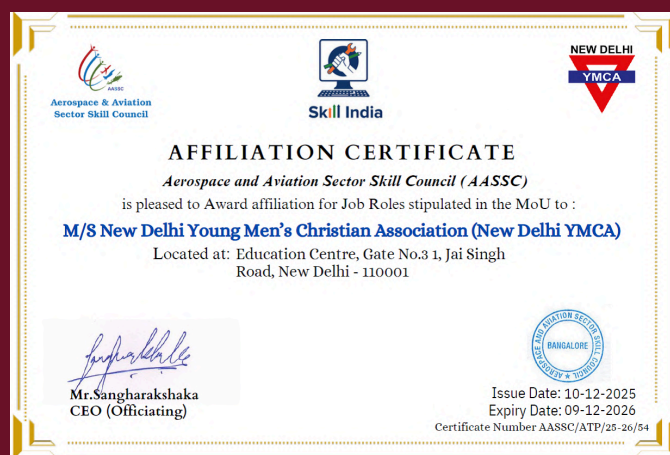 AASSC
Aerospace & Aviation
Sector Skill Council
Skill India
NEW DELHI
YMCA
AFFILIATION CERTIFICATE
Aerospace and Aviation Sector Skill Council (AASSC)
is pleased to Award affiliation for Job Roles stipulated in the MoU to :
M/S New Delhi Young Men's Christian Association (New Delhi YMCA)
Located at: Education Centre, Gate No.3 1, Jai Singh
Road, New Delhi - 110001
AEROSPACE AND AVIATION SECTOR SKILL COUNCIL
BANGALORE
Mr.Sangharakshaka
CEO (Officiating)
Issue Date: 10-12-2025
Expiry Date: 09-12-2026
Certificate Number AASSC/ATP/25-26/54